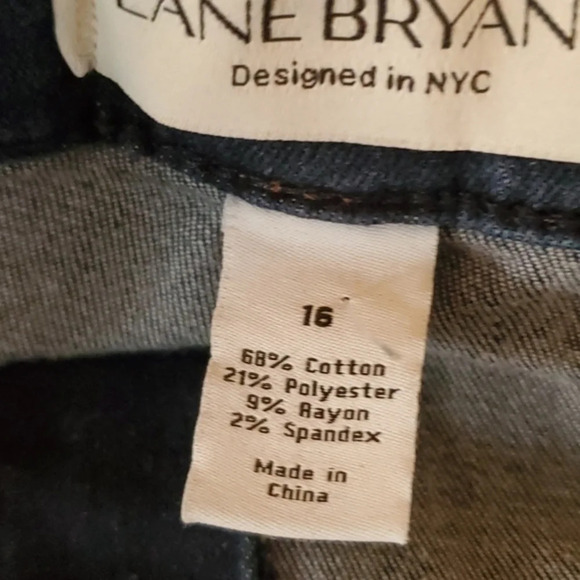 LANE BRYAN
Designed in NYC
16
68% Cotton
21% Polyester
9% Rayon
2% Spandex
Made in
China